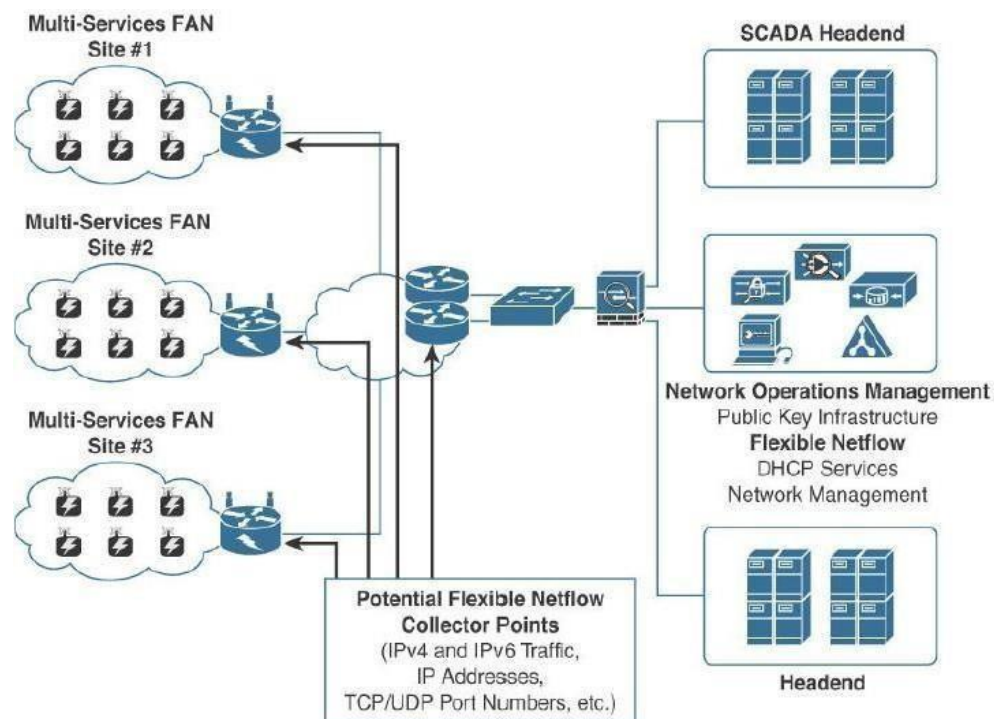 Multi-Services FAN
Site #1
SCADA Headend
Multi-Services FAN
Site #2
Network Operations Management
Public Key Infrastructure
Flexible Netflow
DHCP Services
Network Management
Multi-Services FAN
Site #3
Potential Flexible Netflow
Collector Points
(IPv4 and IPv6 Traffic,
IP Addresses,
TCP/UDP Port Numbers, etc.)
Headend